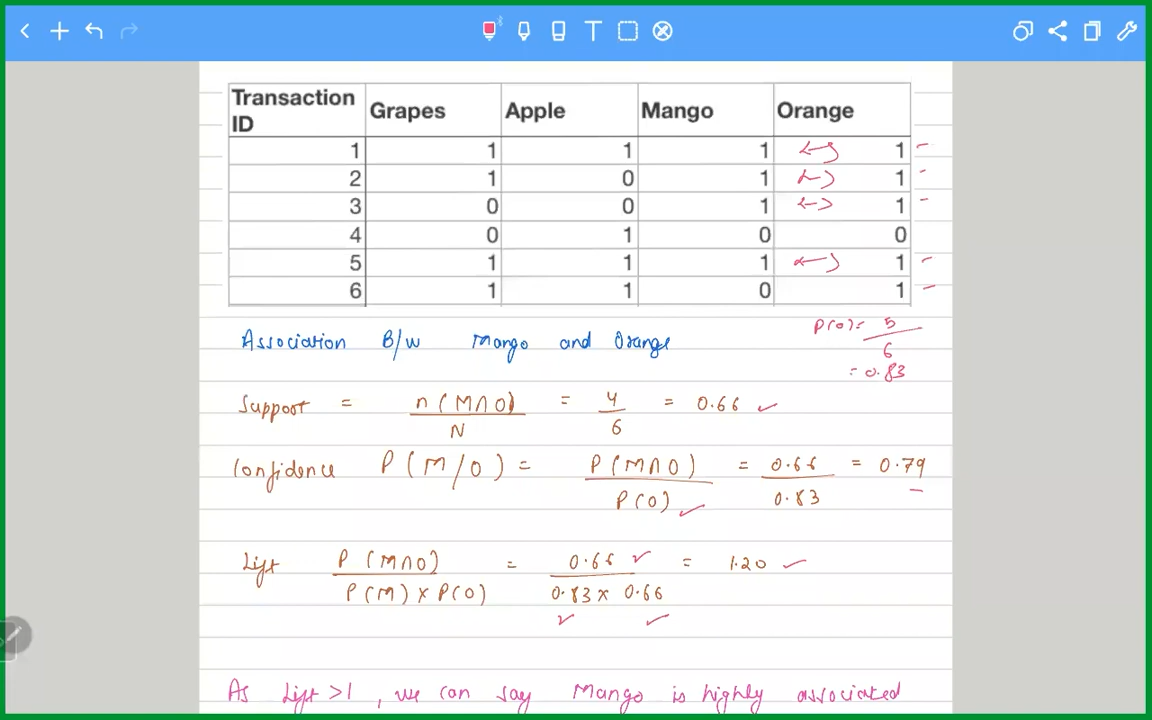 Transaction ID Grapes Apple Mango Orange
1 1 1 1 ↔ 1 -
2 1 0 1 ↔ 1 -
3 0 0 1 ↔ 1 -
4 0 1 0 0
5 1 1 1 ↔ 1 -
6 1 1 0 1 -
P(O)= 5/6
= 0.83
Association B/w Mango and Orange
Support = n(M∩O)/N = 4/6 = 0.66 ✓
Confidence P(M/O) = P(M∩O)/P(O) ✓ = 0.66/0.83 = 0.79
Lift P(M∩O)/P(M) x P(O) = 0.66 ✓/0.83 x 0.66 = 1.20 ✓
✓ ✓
As Lift >1, we can say Mango is highly associated